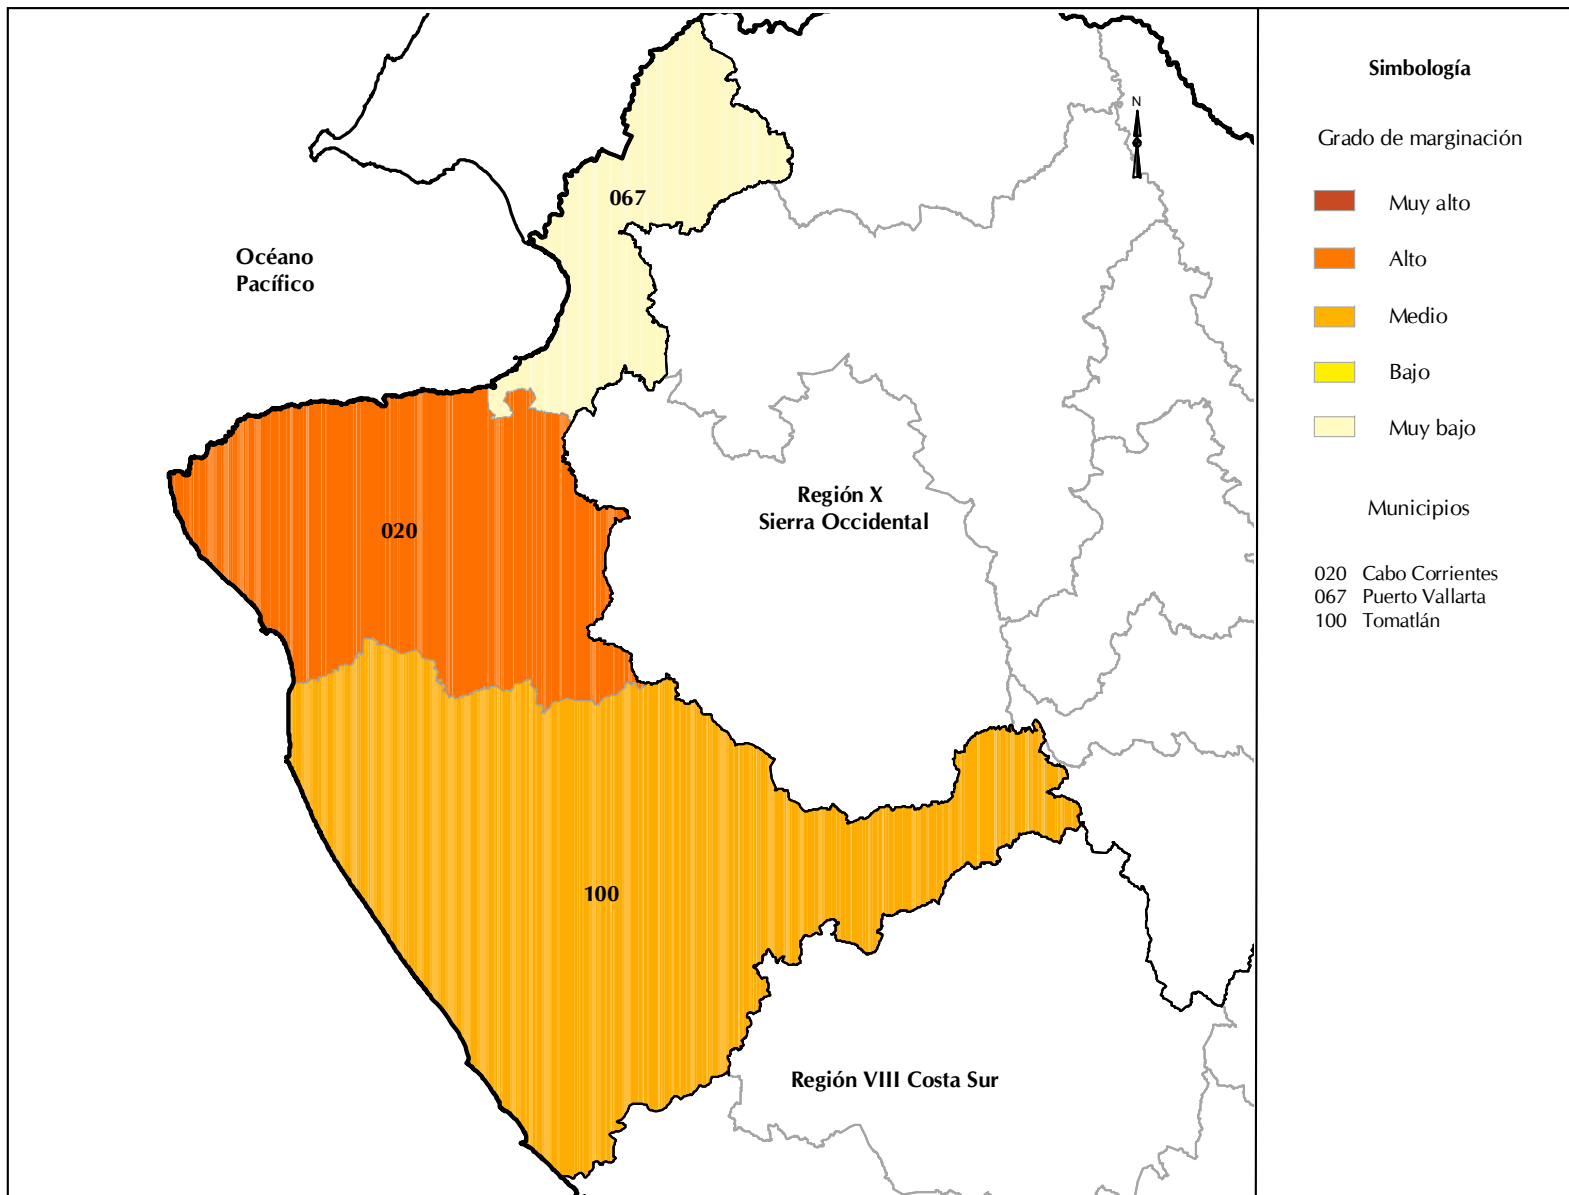 067
Océano
Pacífico
020
Región X
Sierra Occidental
100
Región VIII Costa Sur
N
Simbología
Grado de marginación
Muy alto
Alto
Medio
Bajo
Muy bajo
Municipios
020 Cabo Corrientes
067 Puerto Vallarta
100 Tomatlán